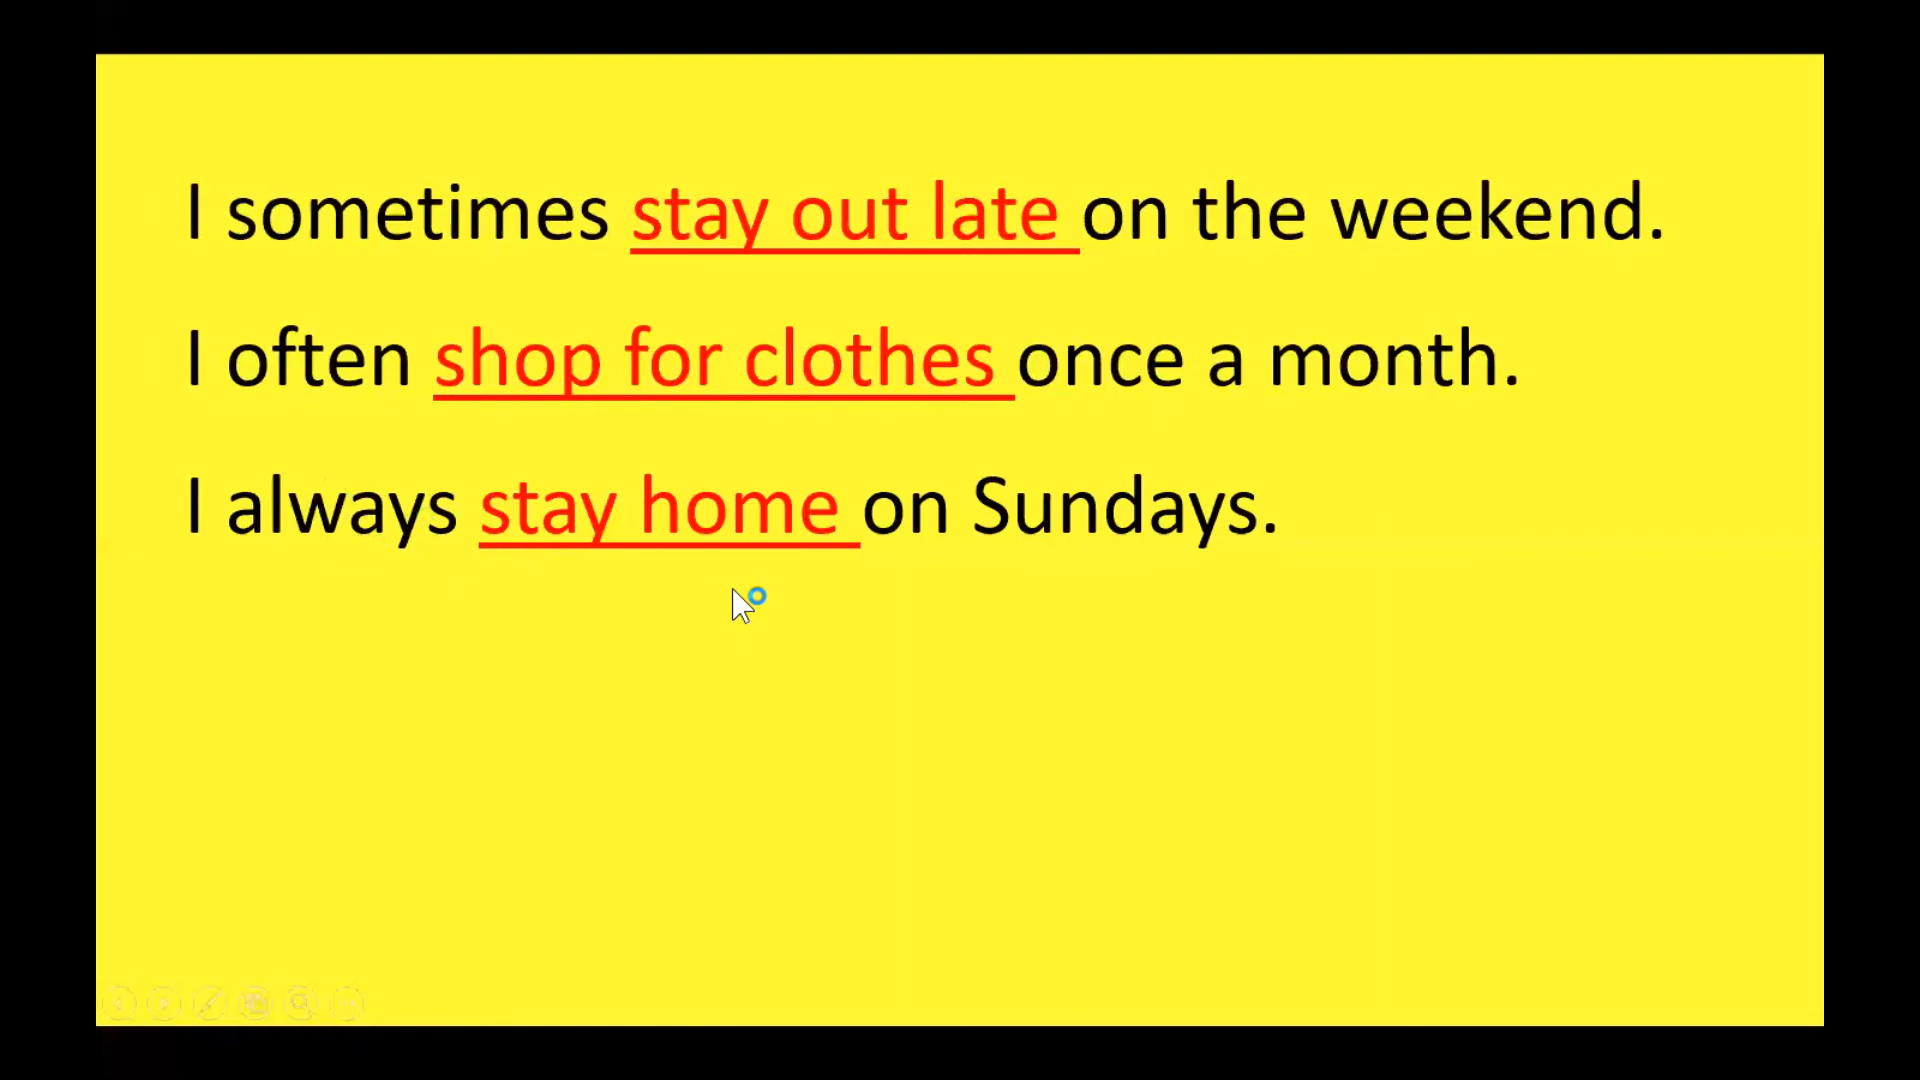 I sometimes stay out late on the weekend.
I often shop for clothes once a month.
I always stay home on Sundays.